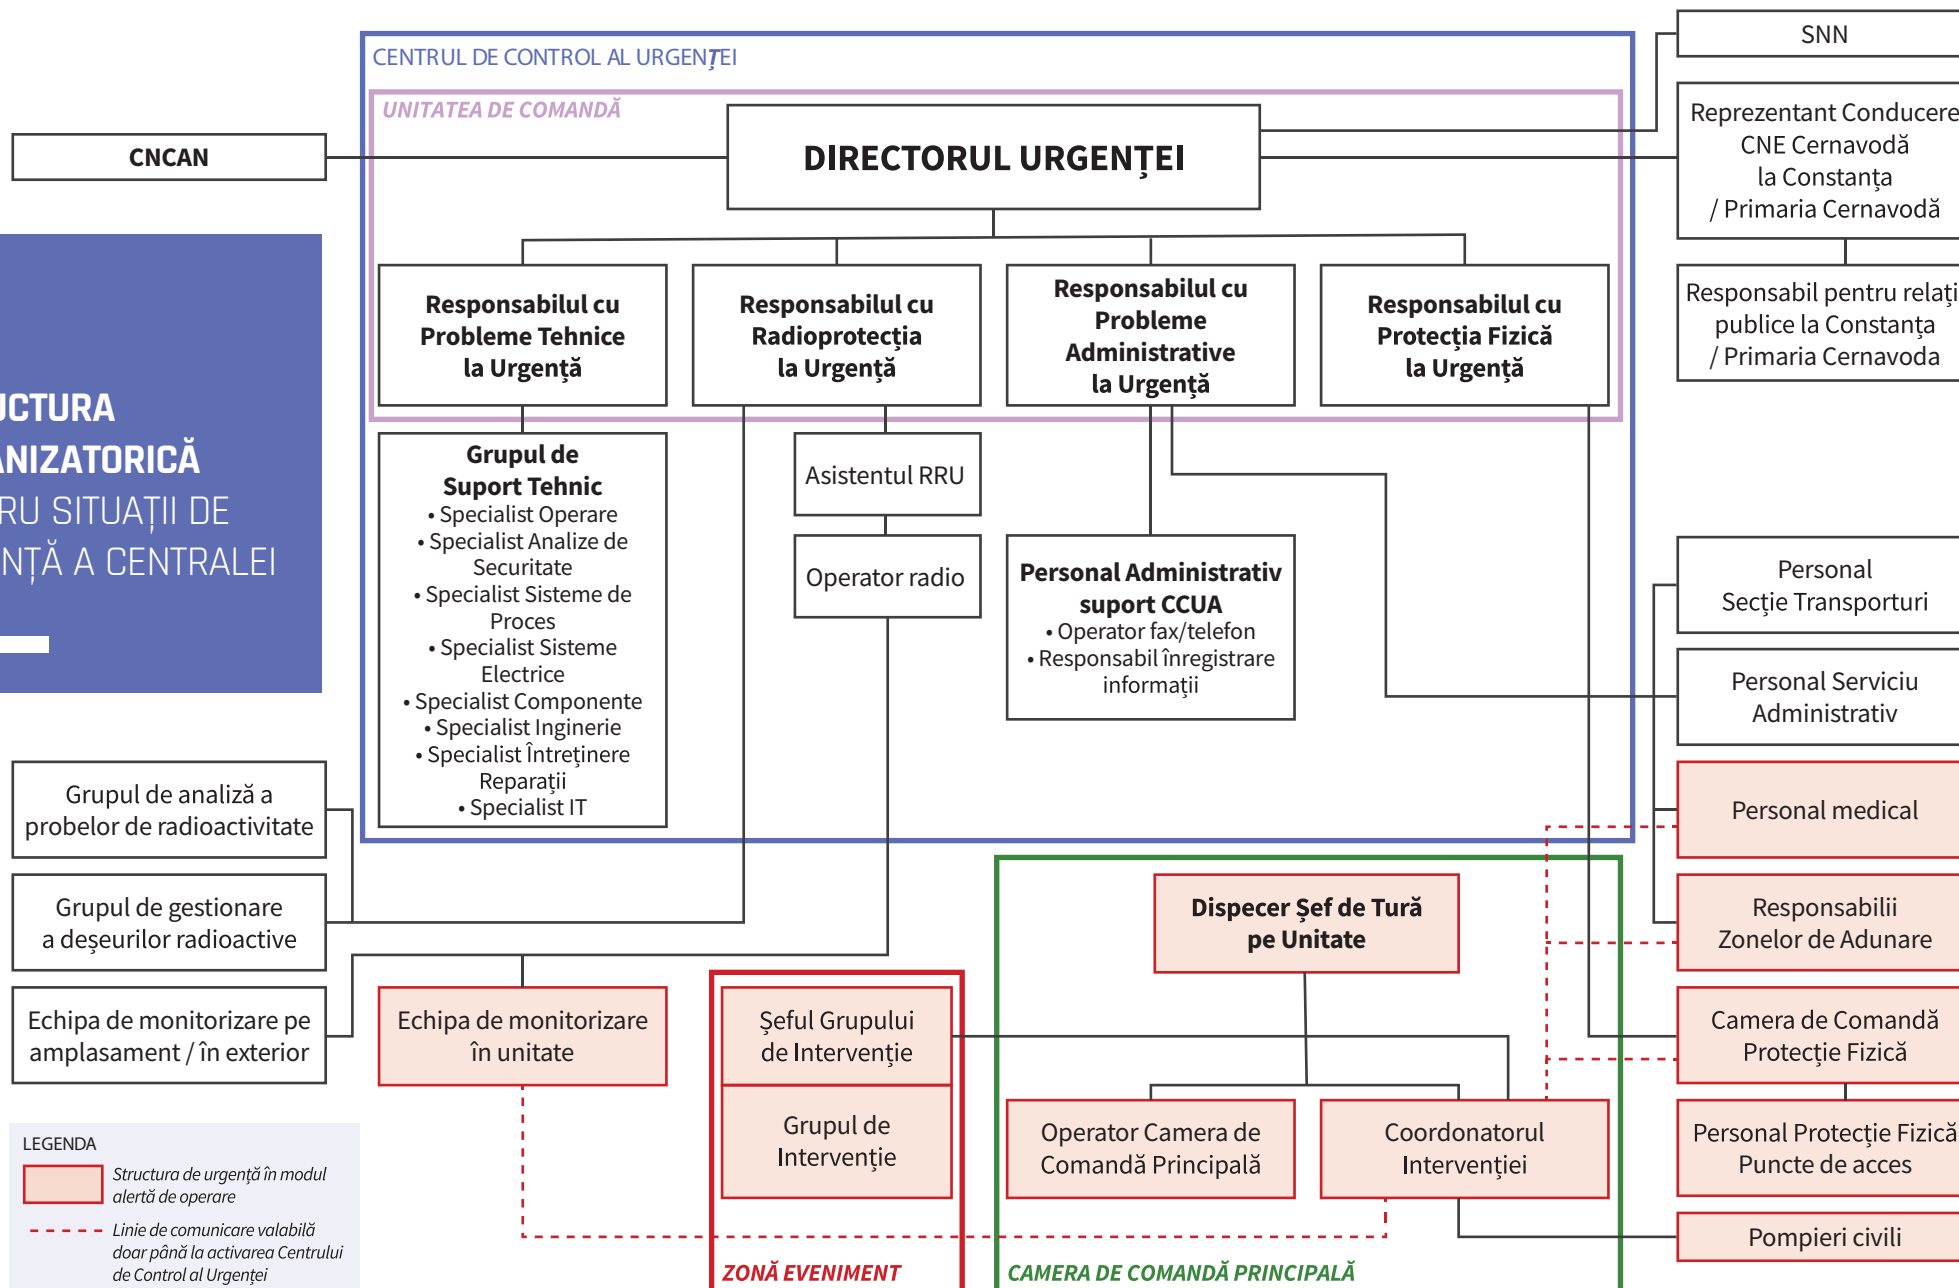 CENTRUL DE CONTROL AL URGENȚEI
UNITATEA DE COMANDĂ
CNCAN
DIRECTORUL URGENȚEI
SNN
Reprezentant Conducere
CNE Cernavodă
la Constanța
/ Primaria Cernavodă
Responsabil pentru relați
publice la Constanța
/ Primaria Cernavoda
Responsabilul cu
Probleme Tehnice
la Urgență
Responsabilul cu
Radioprotecția
la Urgență
Responsabilul cu
Probleme
Administrative
la Urgență
Responsabilul cu
Protecția Fizică
la Urgență
UCTURA
ANIZATORICĂ
RU SITUAȚII DE
NȚĂ A CENTRALEI
Grupul de
Suport Tehnic
• Specialist Operare
• Specialist Analize de
Securitate
• Specialist Sisteme de
Proces
• Specialist Sisteme
Electrice
• Specialist Componente
• Specialist Inginerie
• Specialist Întreținere
Reparații
• Specialist IT
Asistentul RRU
Operator radio
Personal Administrativ
suport CCUA
• Operator fax/telefon
• Responsabil înregistrare
informații
Personal
Secție Transporturi
Personal Serviciu
Administrativ
Personal medical
Responsabilii
Zonelor de Adunare
Camera de Comandă
Protecție Fizică
Personal Protecție Fizică
Puncte de acces
Pompieri civili
Grupul de analiză a
probelor de radioactivitate
Grupul de gestionare
a deșeurilor radioactive
Echipa de monitorizare pe
amplasament / în exterior
Echipa de monitorizare
în unitate
Șeful Grupului
de Intervenție
Grupul de
Intervenție
ZONĂ EVENIMENT
Dispecer Șef de Tură
pe Unitate
Operator Camera de
Comandă Principală
Coordonatorul
Intervenției
CAMERA DE COMANDĂ PRINCIPALĂ
LEGENDA
Structura de urgență în modul
alertă de operare
Linie de comunicare valabilă
doar până la activarea Centrului
de Control al Urgenței